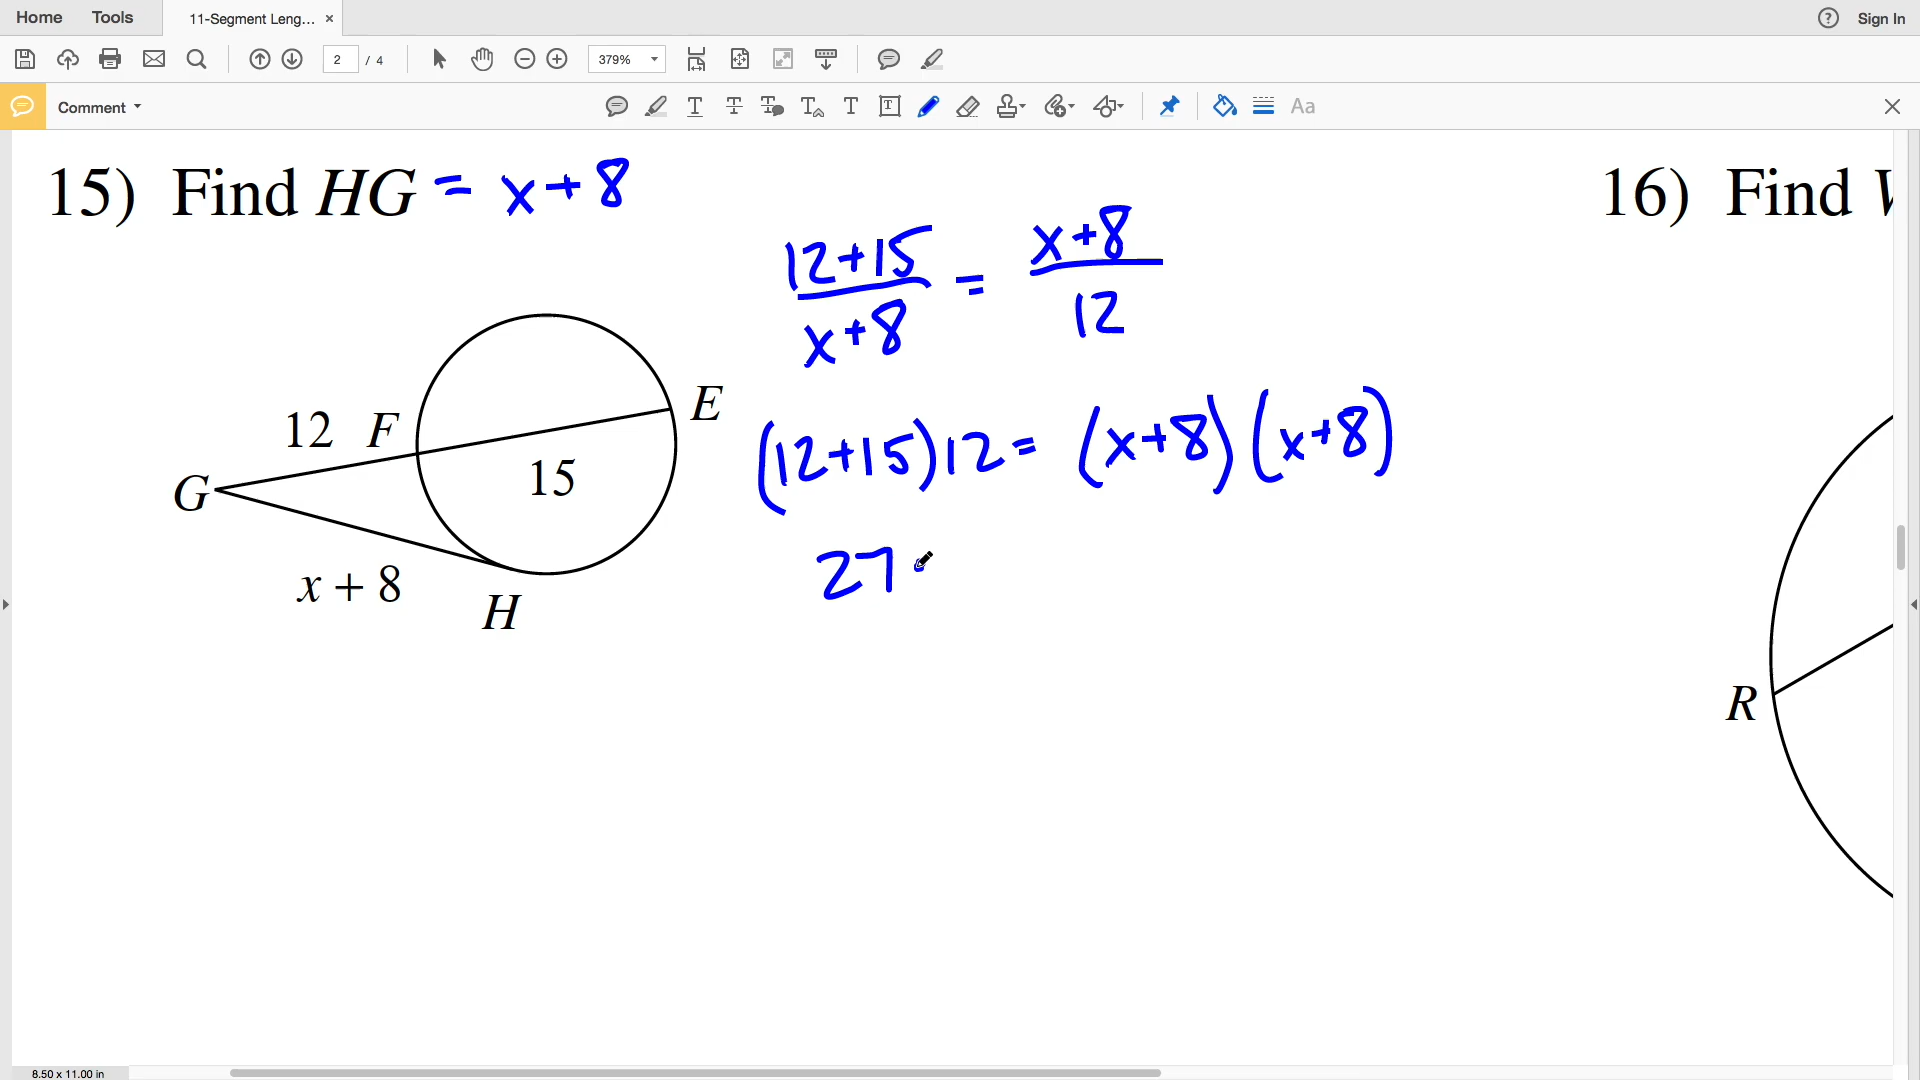 Home Tools 11-Segment Leng... × Sign In
2 / 4 379%
Comment Aa
15) Find HG = x+8
16) Find
12+15 / x+8 = x+8 / 12
12 F E
15
G
(12+15)12 = (x+8)(x+8)
x + 8
H
27 ·
R
8.50 x 11.00 in